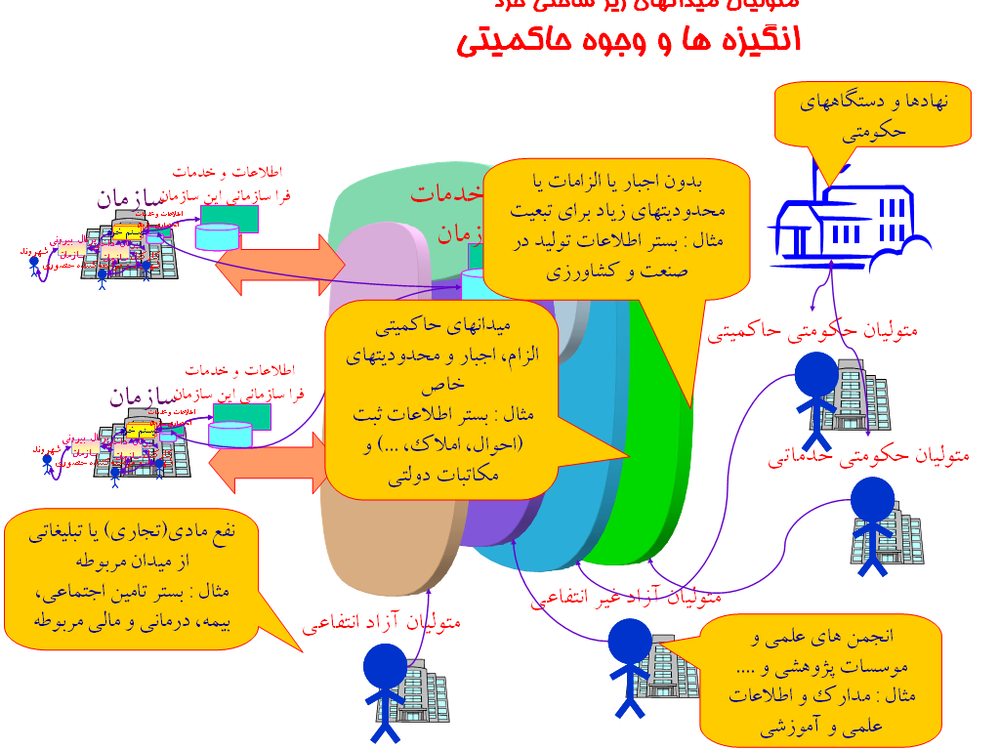 متولیان میدانهای زیر ساختی خرد
انگیزه ها و وجوه حاکمیتی
نهادها و دستگاههای
حکومتی
بدون اجبار یا الزامات یا
محدودیتهای زیاد برای تبعیت
مثال : بستر اطلاعات تولید در
صنعت و کشاورزی
خدمات
اطلاعات و خدمات
فرا سازمانی این سازمان
سازمان
میدانهای حاکمیتی
الزام، اجبار و محدودیتهای
خاص
مثال : بستر اطلاعات ثبت
(احوال، املاک، ...) و
مکاتبات دولتی
متولیان حکومتی حاکمیتی
اطلاعات و خدمات
فرا سازمانی این سازمان
سازمان
متولیان حکومتی خدماتی
نفع مادی(تجاری) یا تبلیغاتی
از میدان مربوطه
مثال : بستر تامین اجتماعی،
بیمه، درمانی و مالی مربوطه
متولیان آزاد غیر انتفاعی
متولیان آزاد انتفاعی
انجمن های علمی و
موسسات پژوهشی و ....
مثال : مدارک و اطلاعات
علمی و آموزشی